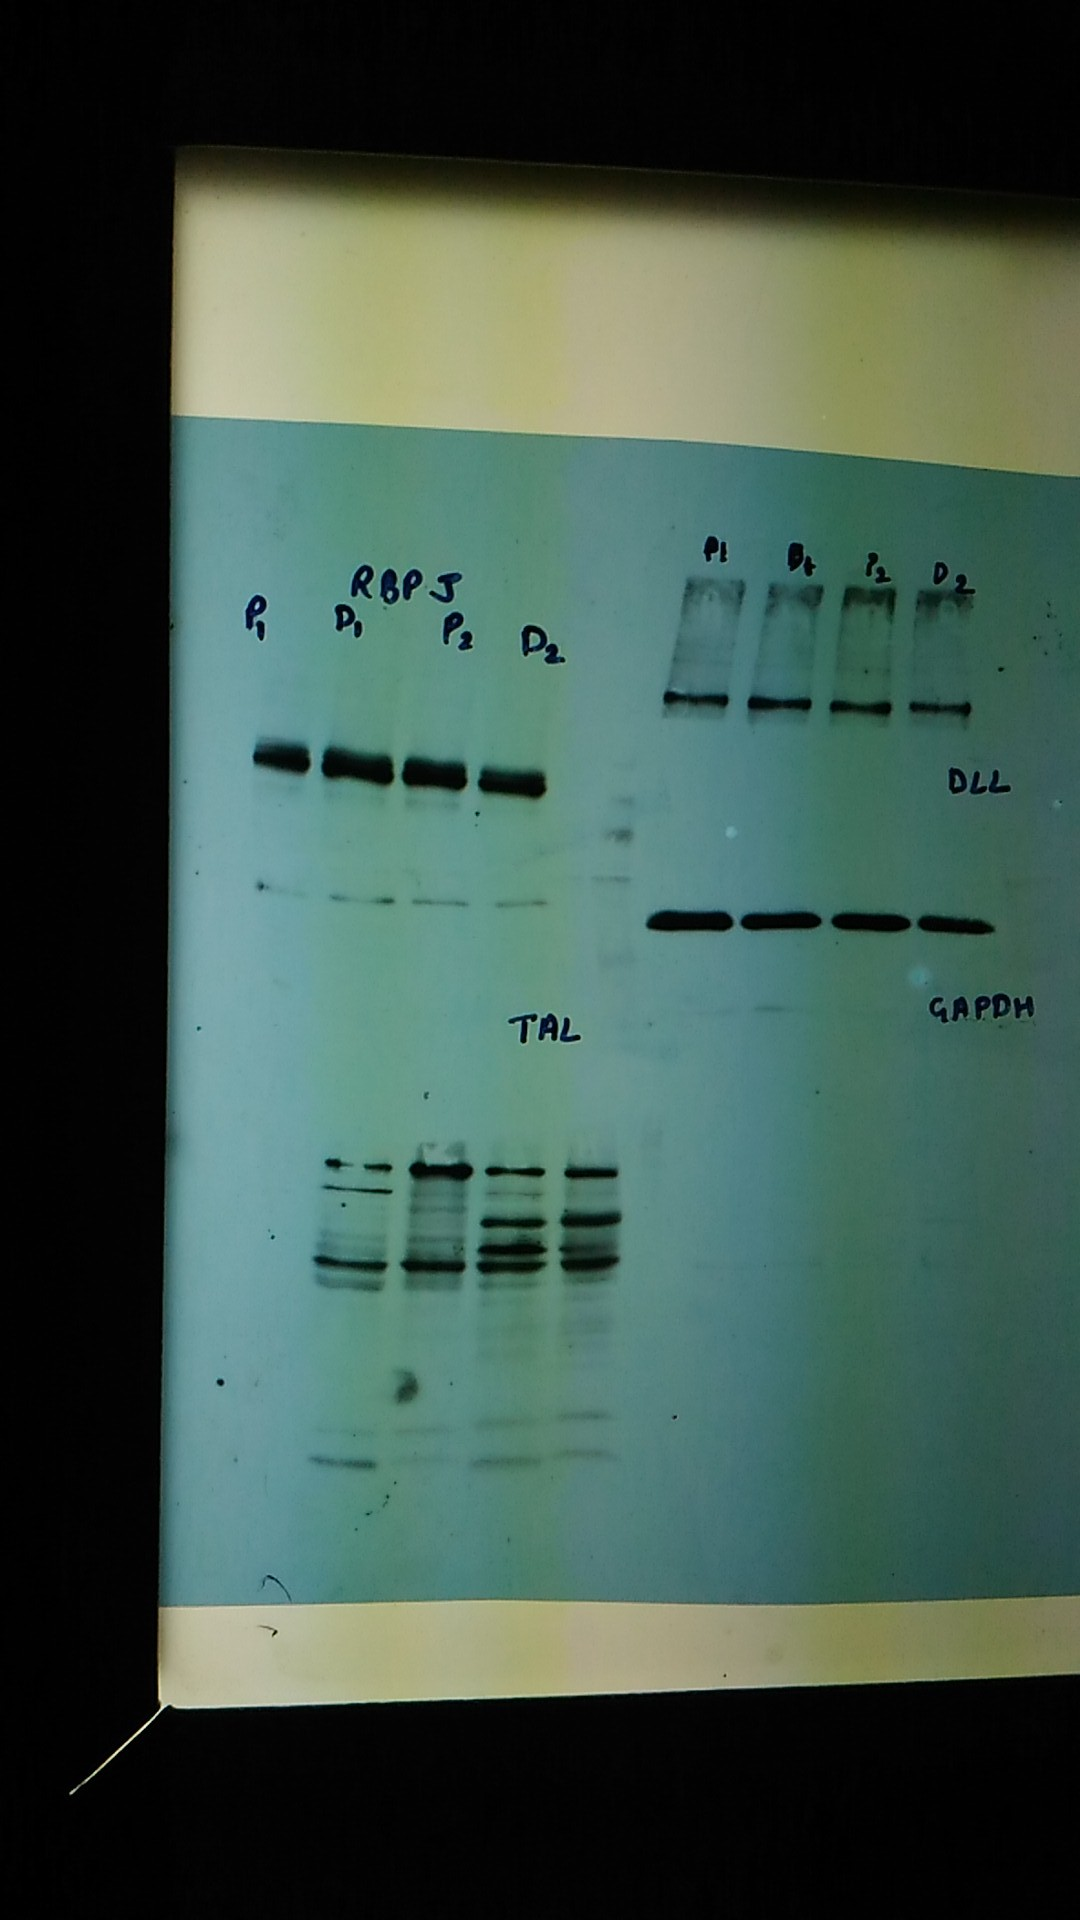 RBPJ
P1 D1 P2 D2
P1 D1 P2 D2
DLL
GAPDH
TAL